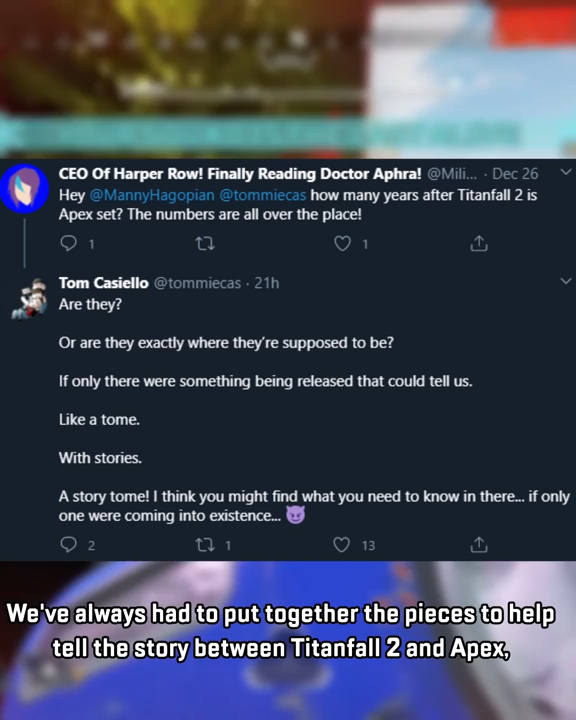 CEO Of Harper Row! Finally Reading Doctor Aphra! @Mili... · Dec 26
Hey @MannyHagopian @tommiecas how many years after Titanfall 2 is
Apex set? The numbers are all over the place!
1 1
Tom Casiello @tommiecas · 21h
Are they?
Or are they exactly where they're supposed to be?
If only there were something being released that could tell us.
Like a tome.
With stories.
A story tome! I think you might find what you need to know in there... if only
one were coming into existence... 😈
2 1 13
We've always had to put together the pieces to help
tell the story between Titanfall 2 and Apex,